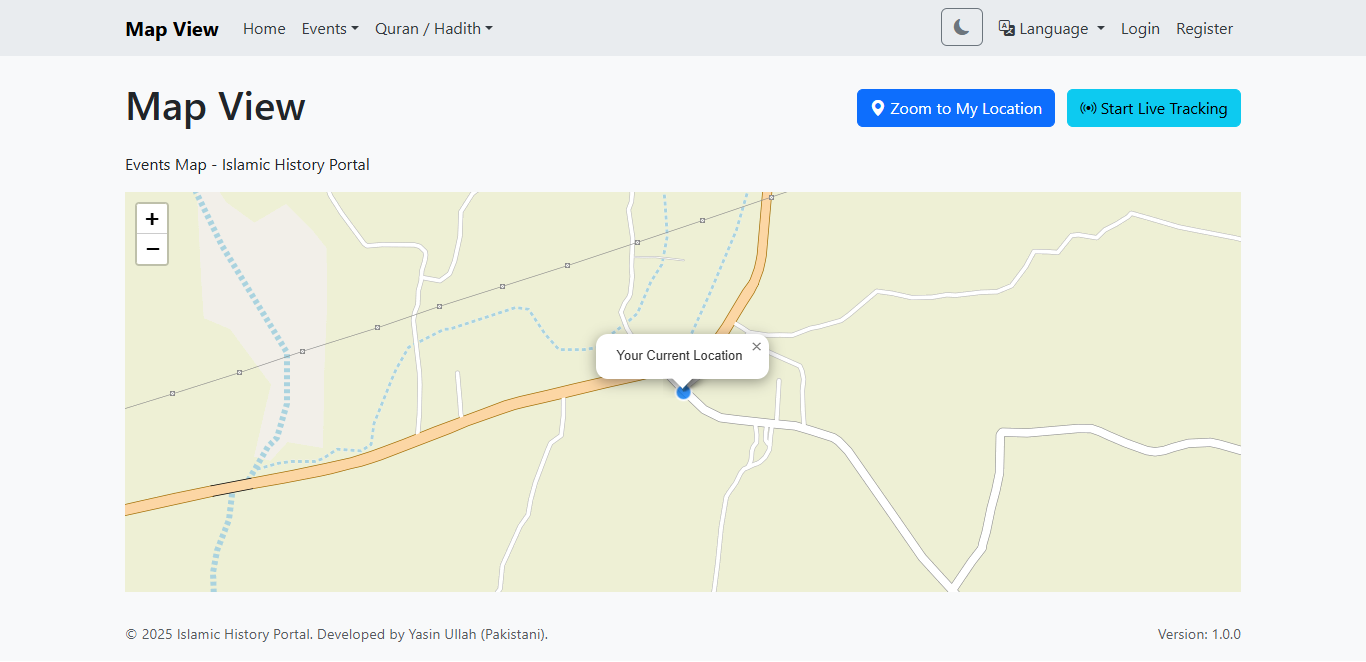 Map View Home Events Quran / Hadith Language Login Register
Map View
Zoom to My Location Start Live Tracking
Events Map - Islamic History Portal
+
−
Your Current Location ×
© 2025 Islamic History Portal. Developed by Yasin Ullah (Pakistani). Version: 1.0.0